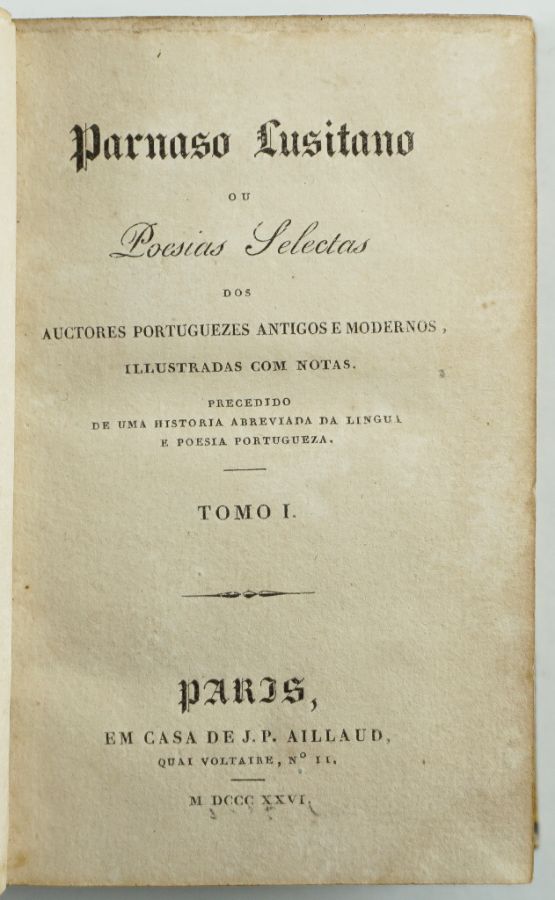 Parnaso Lusitano
OU
Poesias Selectas
DOS
AUCTORES PORTUGUEZES ANTIGOS E MODERNOS,
ILLUSTRADAS COM NOTAS.
PRECEDIDO
DE UMA HISTORIA ABREVIADA DA LINGUA
E POESIA PORTUGUEZA.
TOMO I.
PARIS,
EM CASA DE J. P. AILLAUD,
QUAI VOLTAIRE, Nº 11.
M DCCC XXVI.